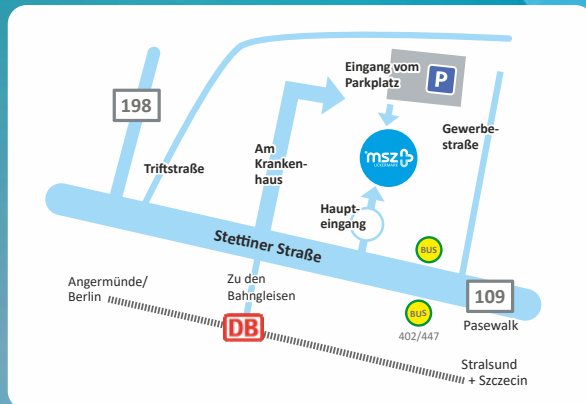 Eingang vom
Parkplatz
P
198
Gewerbe-
straße
Am
Kranken-
haus
msz
UCKERMARK
Triftstraße
Haupt-
eingang
Stettiner Straße
BUS
Angermünde/
Berlin
Zu den
Bahngleisen
109
BUS
DB
Pasewalk
402/447
Stralsund
+ Szczecin